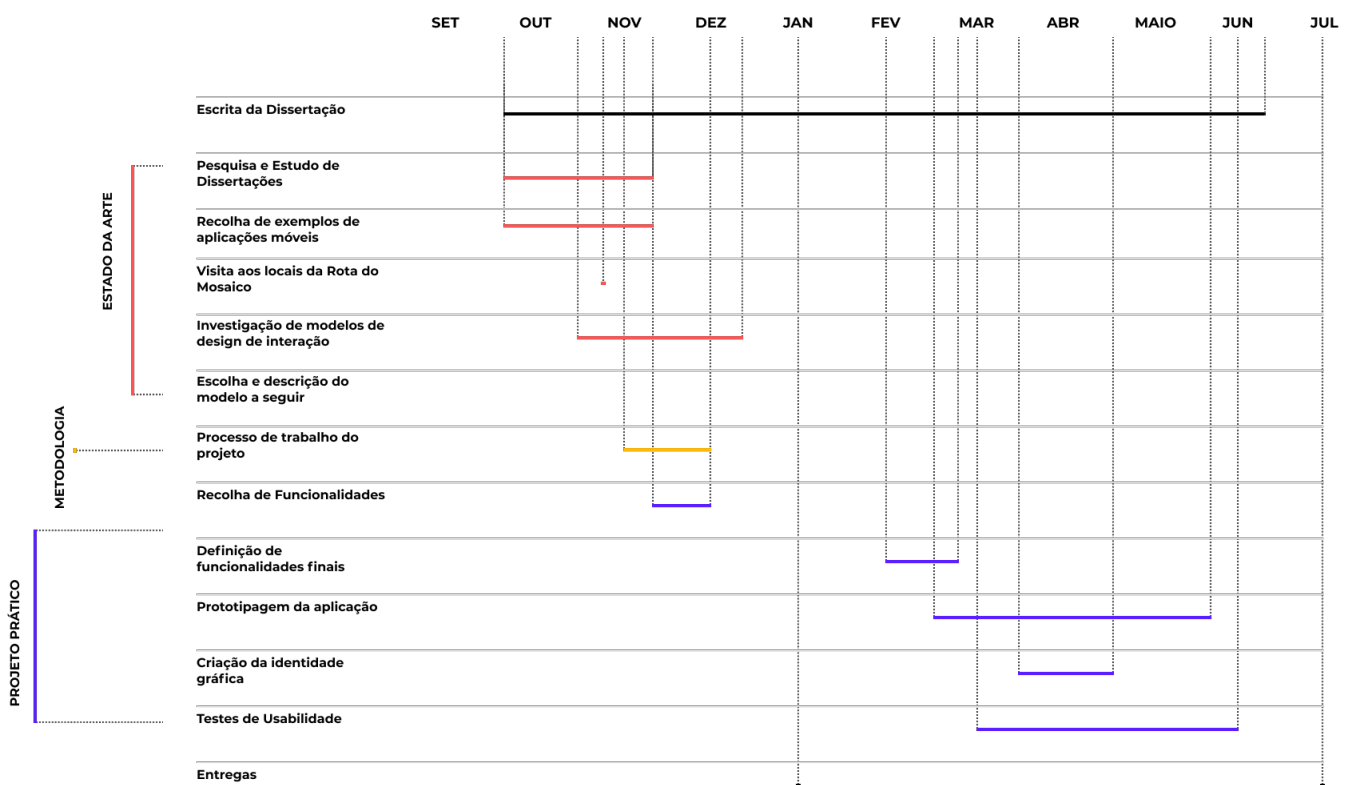 SET OUT NOV DEZ JAN FEV MAR ABR MAIO JUN JUL
Escrita da Dissertação
ESTADO DA ARTE
Pesquisa e Estudo de
Dissertações
Recolha de exemplos de
aplicações móveis
Visita aos locais da Rota do
Mosaico
Investigação de modelos de
design de interação
Escolha e descrição do
modelo a seguir
METODOLOGIA
Processo de trabalho do
projeto
Recolha de Funcionalidades
PROJETO PRÁTICO
Definição de
funcionalidades finais
Prototipagem da aplicação
Criação da identidade
gráfica
Testes de Usabilidade
Entregas